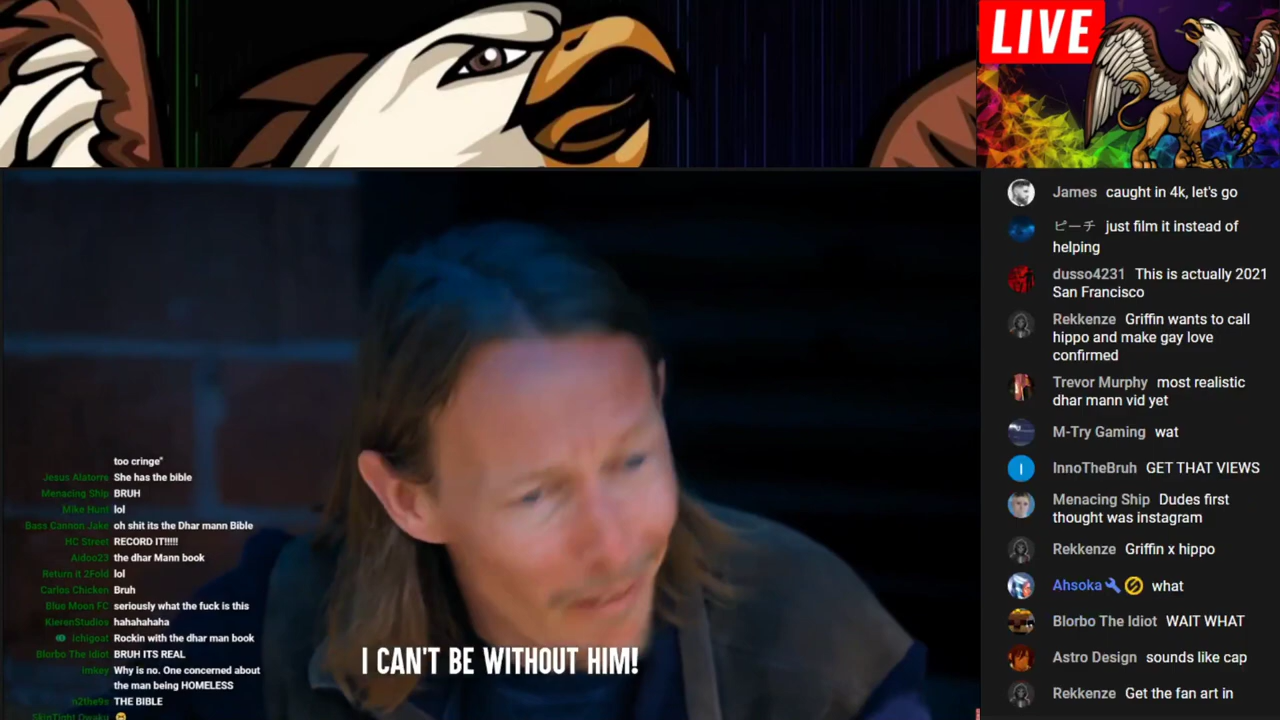 LIVE
James caught in 4k, let's go
ピーチ just film it instead of
helping
dusso4231 This is actually 2021
San Francisco
Rekkenze Griffin wants to call
hippo and make gay love
confirmed
Trevor Murphy most realistic
dhar mann vid yet
M-Try Gaming wat
I InnoTheBruh GET THAT VIEWS
Menacing Ship Dudes first
thought was instagram
Rekkenze Griffin x hippo
Ahsoka what
Blorbo The Idiot WAIT WHAT
Astro Design sounds like cap
Rekkenze Get the fan art in
too cringe"
Jesus Alatorre She has the bible
Menacing Ship BRUH
Mike Hunt lol
Bass Cannon Jake oh shit its the Dhar mann Bible
HC Street RECORD IT!!!!!
Aidoo23 the dhar Mann book
Return It 2Fold lol
Carlos Chicken Bruh
Blue Moon FC seriously what the fuck is this
KierenStudios hahahahaha
Ichigoat Rockin with the dhar man book
Blorbo The Idiot BRUH ITS REAL
imkey Why is no. One concerned about
the man being HOMELESS
n2the9s THE BIBLE
I CAN'T BE WITHOUT HIM!